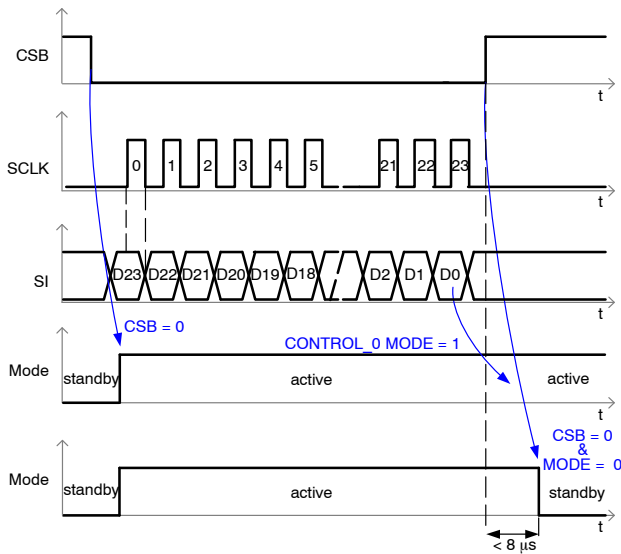 CSB
t
SCLK
0 1 2 3 4 5 21 22 23
t
SI
D23 D22 D21 D20 D19 D18 D2 D1 D0
t
CSB = 0
CONTROL_0 MODE = 1
Mode
standby active active
t
CSB = 0
&
MODE = 0
Mode
standby active standby
t
< 8 μs